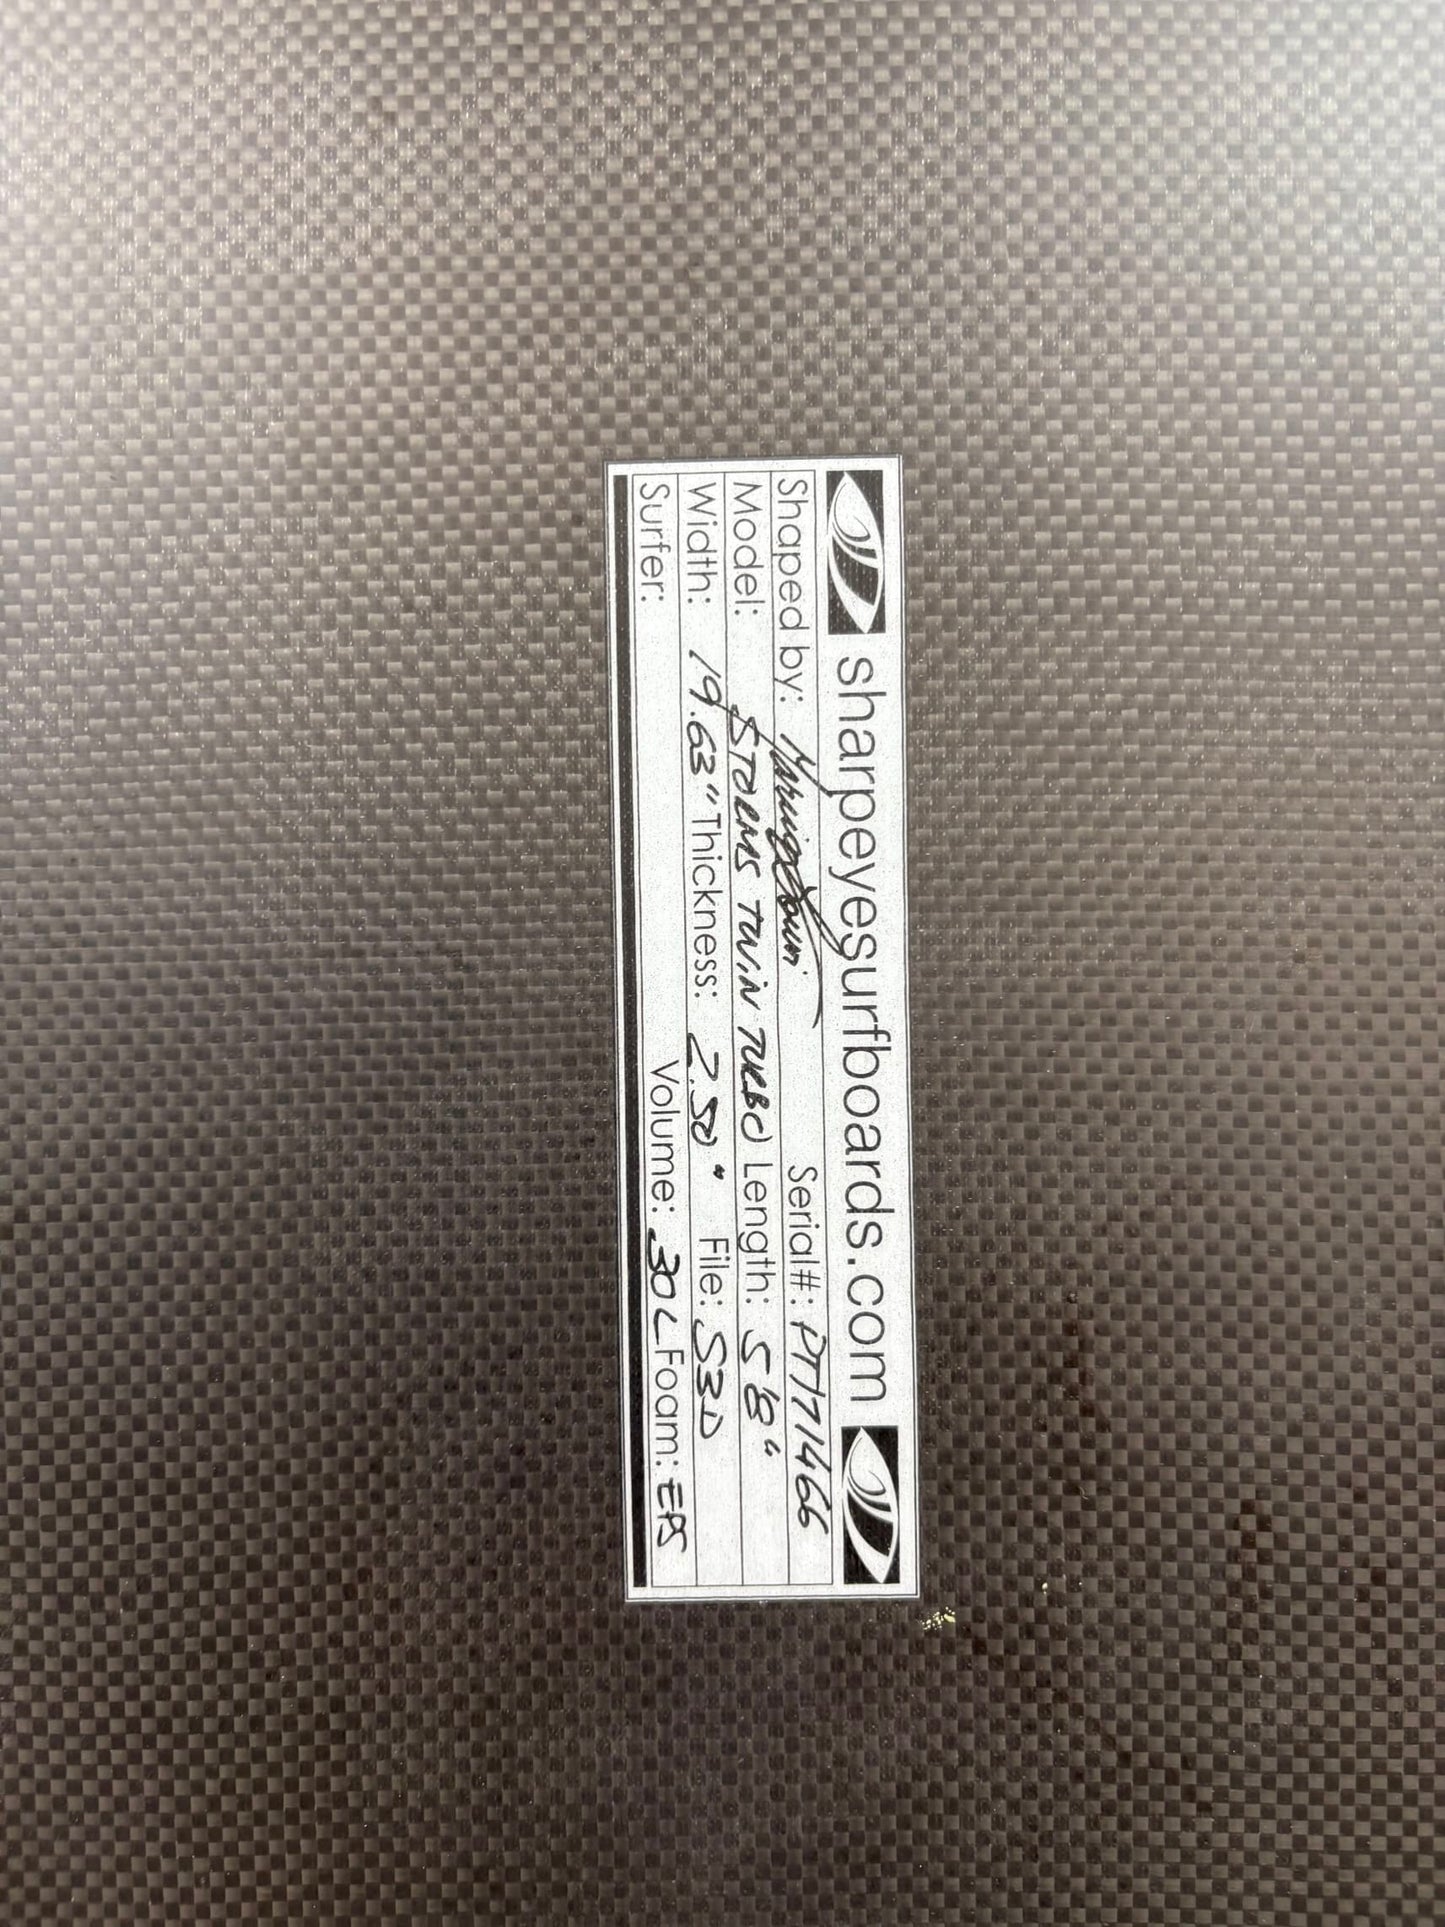 sharpeyesurfboards.com
Shaped by: Serial#: PT171466
Model: STORMS TWIN TURBO Length: 5'8"
Width: 19.63" Thickness: 2.50" File: S3D
Surfer: Volume: 30L Foam: EPS